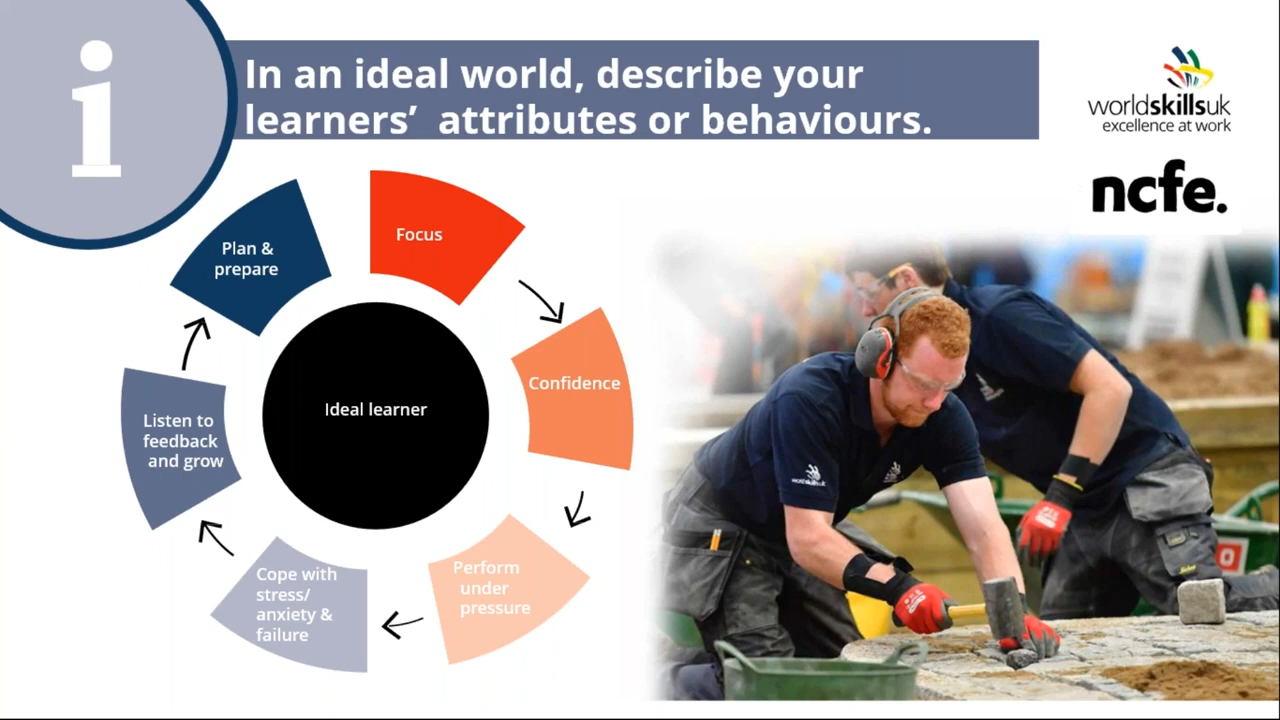 i
In an ideal world, describe your
learners’ attributes or behaviours.
worldskillsuk
excellence at work
ncfe.
Focus
Confidence
Perform
under
pressure
Cope with
stress/
anxiety &
failure
Listen to
feedback
and grow
Plan &
prepare
Ideal learner
worldskillsuk